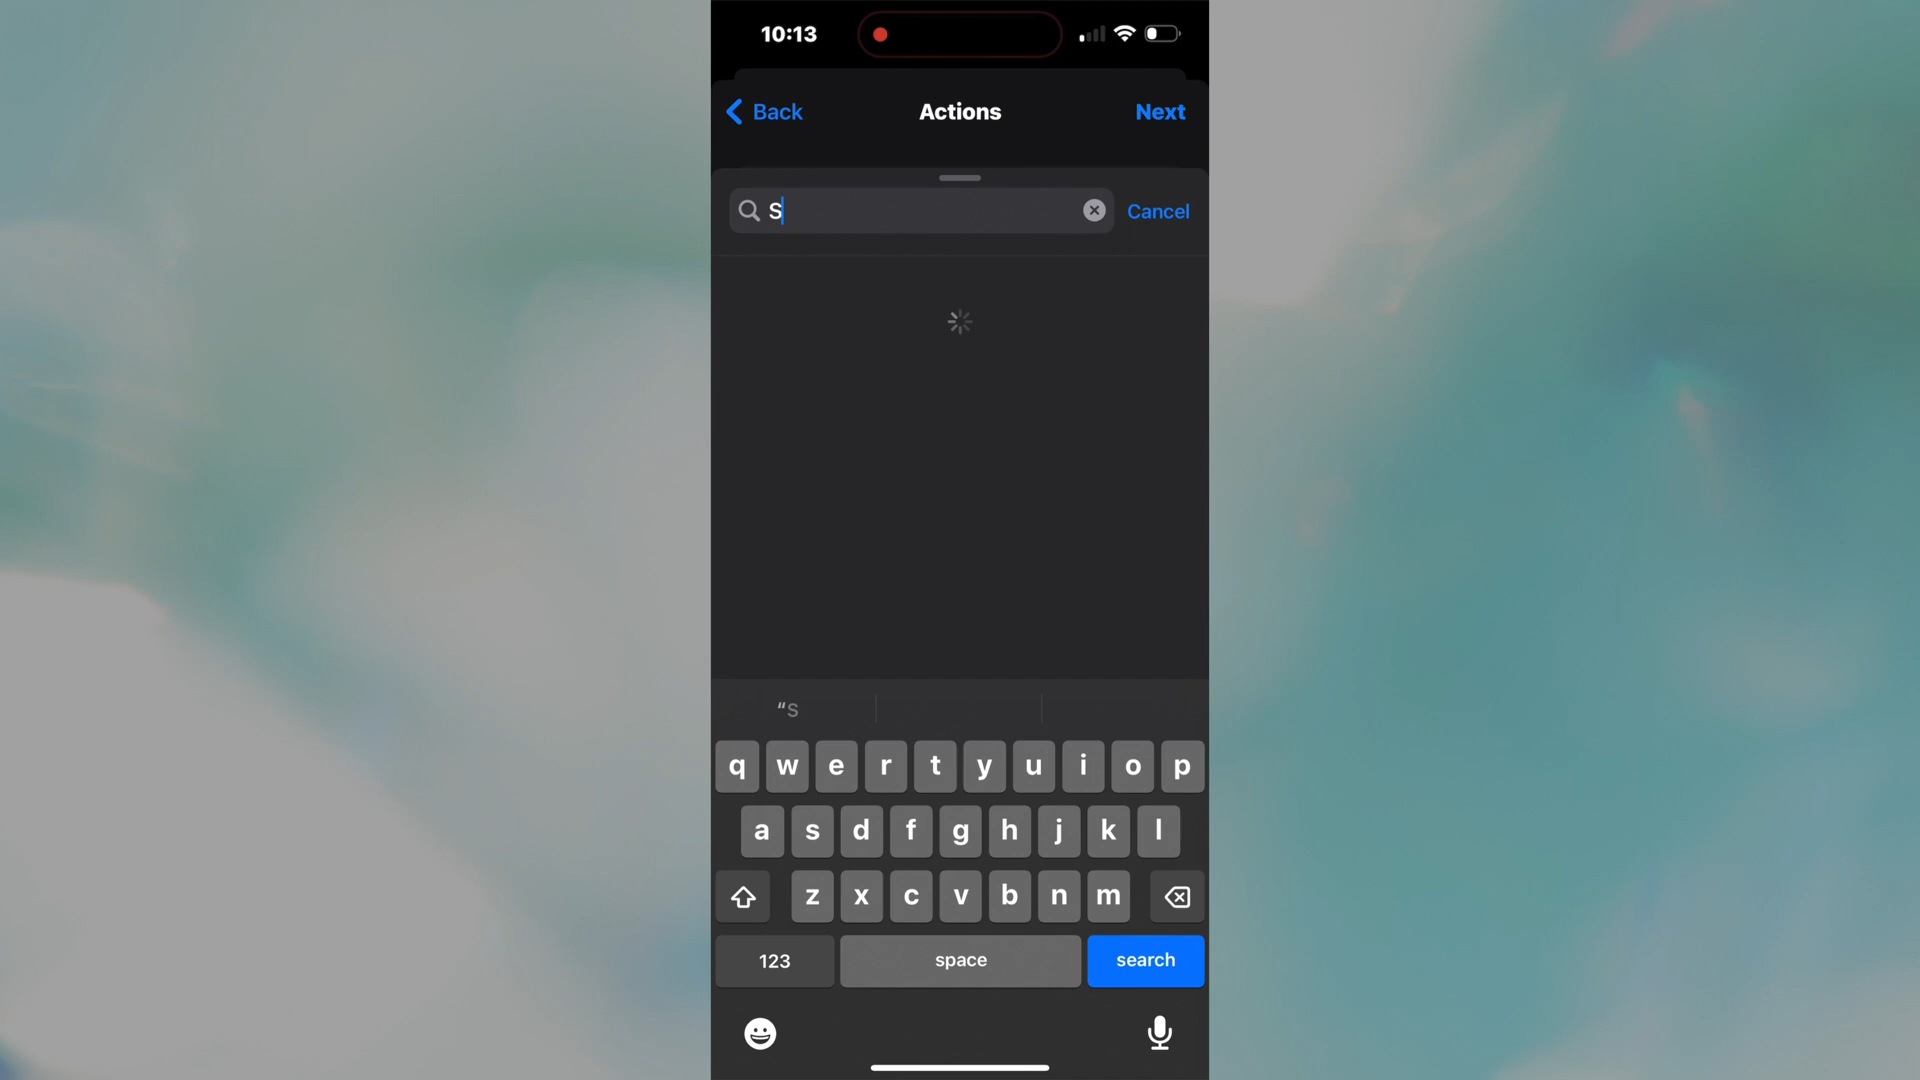 10:13
Back
Actions
Next
S
Cancel
“S
q w e r t y u i o p
a s d f g h j k l
z x c v b n m
123
space
search